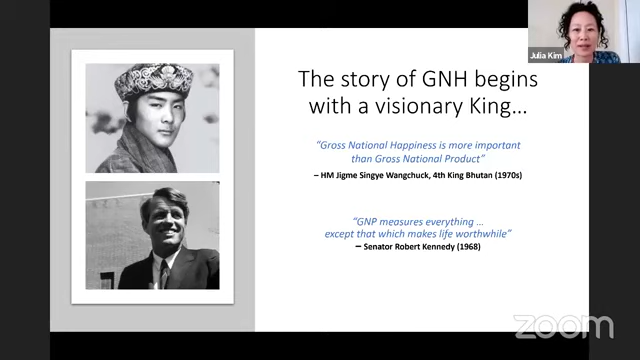 Julia Kim
The story of GNH begins
with a visionary King...
"Gross National Happiness is more important
than Gross National Product"
– HM Jigme Singye Wangchuck, 4th King Bhutan (1970s)
"GNP measures everything ...
except that which makes life worthwhile"
– Senator Robert Kennedy (1968)
zoom